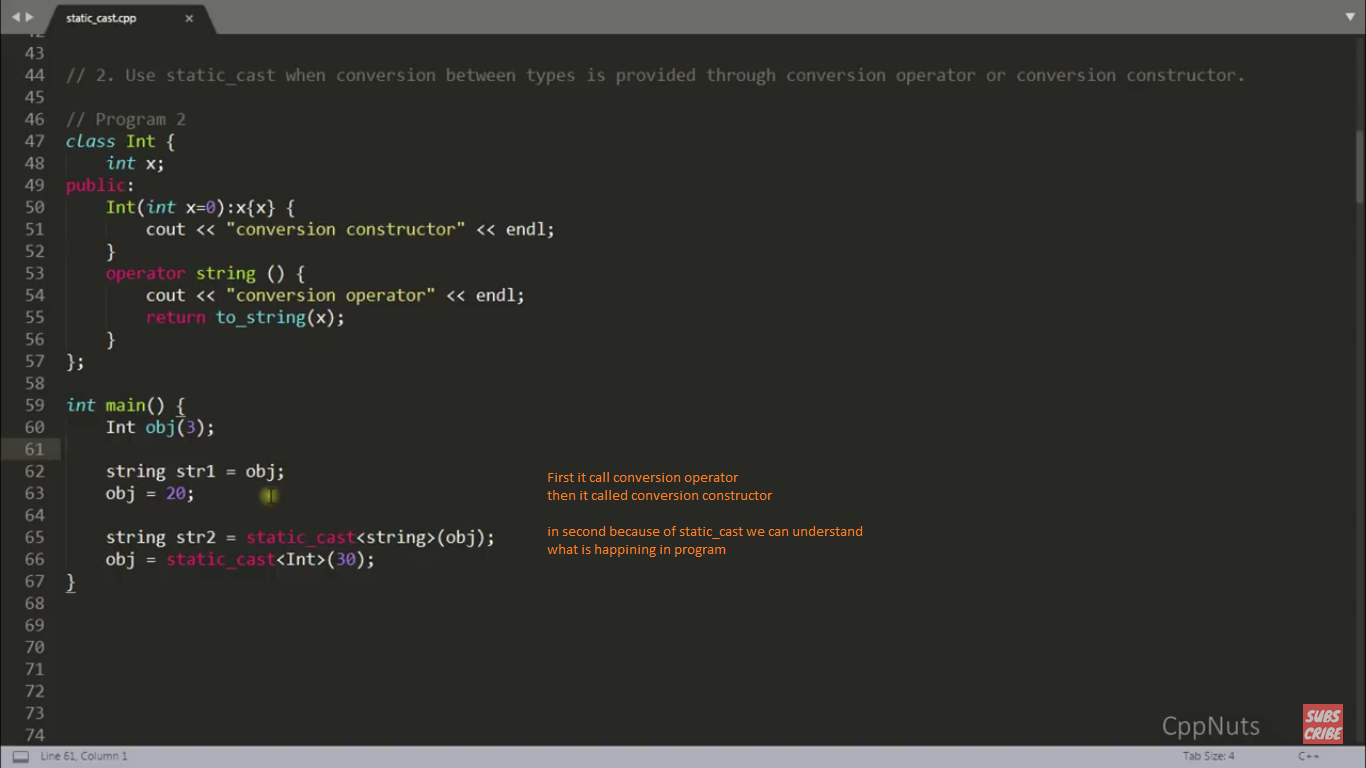 static_cast.cpp ×
42
43
44 // 2. Use static_cast when conversion between types is provided through conversion operator or conversion constructor.
45
46 // Program 2
47 class Int {
48     int x;
49 public:
50     Int(int x=0):x{x} {
51         cout << "conversion constructor" << endl;
52     }
53     operator string () {
54         cout << "conversion operator" << endl;
55         return to_string(x);
56     }
57 };
58
59 int main() {
60     Int obj(3);
61
62     string str1 = obj;
63     obj = 20;
64
65     string str2 = static_cast<string>(obj);
66     obj = static_cast<Int>(30);
67 }
68
69
70
71
72
73
74
First it call conversion operator
then it called conversion constructor
in second because of static_cast we can understand
what is happining in program
CppNuts
SUBS
CRIBE
Line 61, Column 1
Tab Size: 4
C++